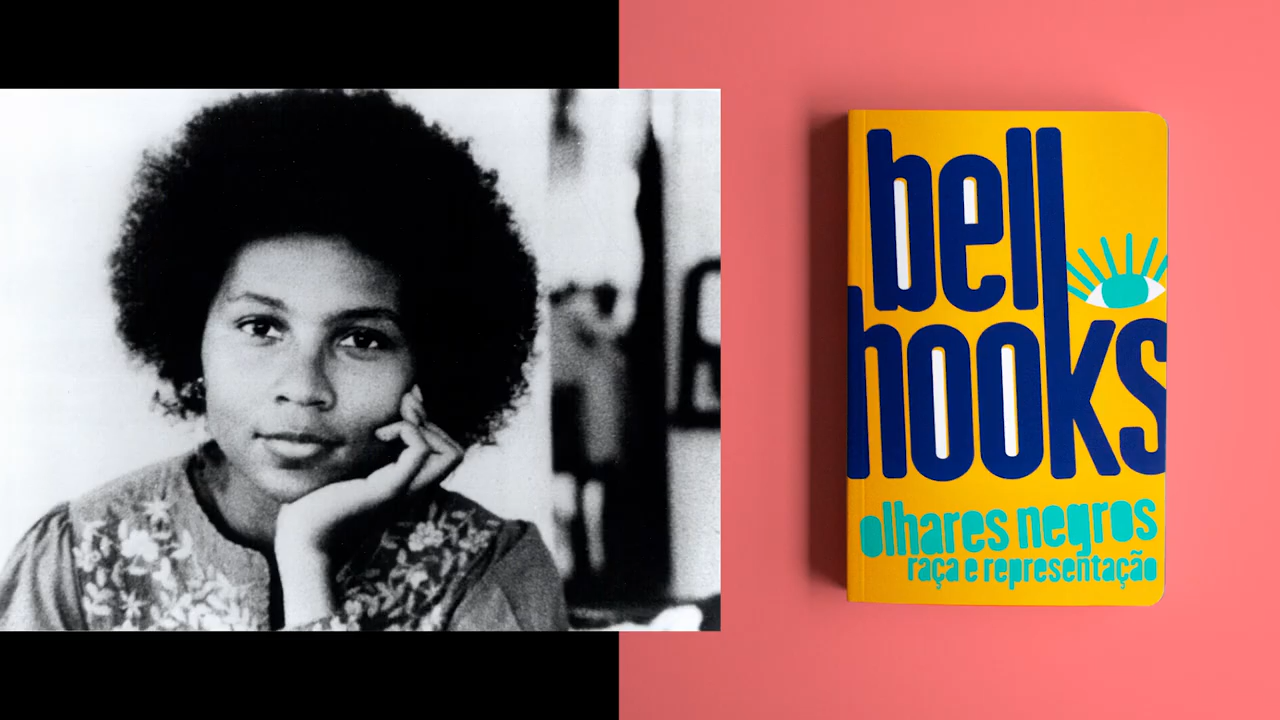 bell
hooks
olhares negros
raça e representação